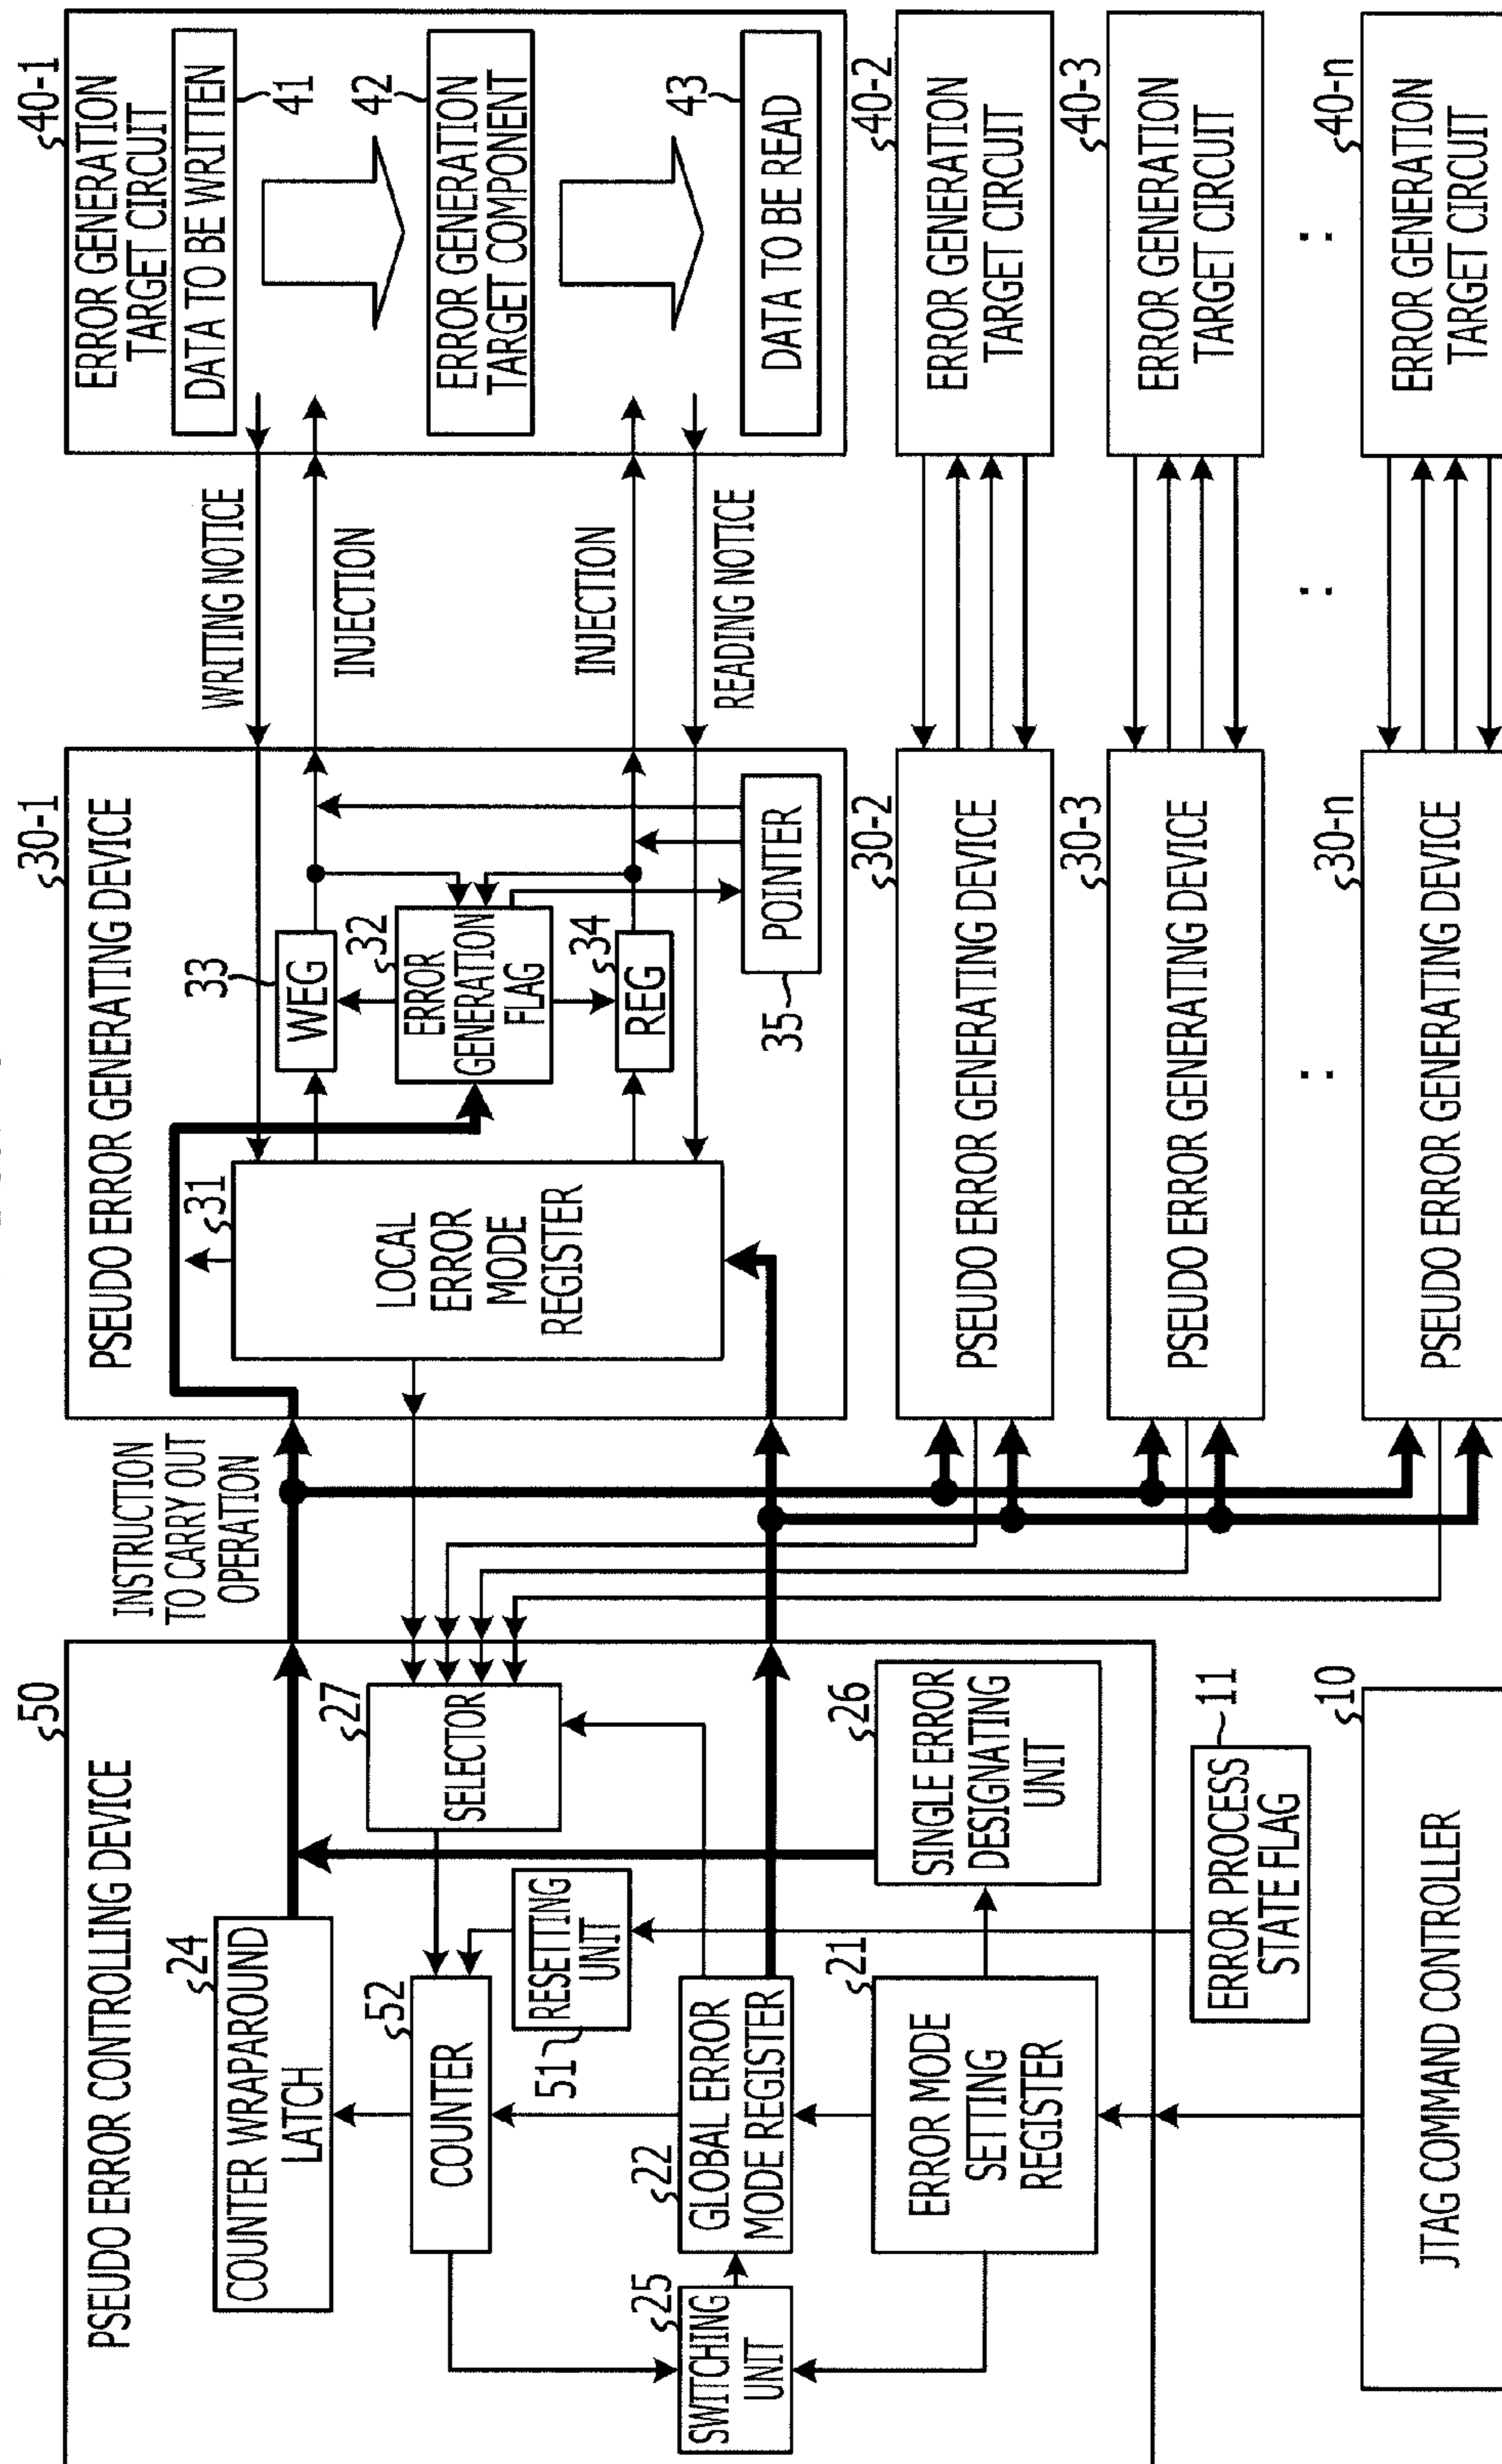 PSEUDO ERROR CONTROLLING DEVICE
50
COUNTER WRAPAROUND
LATCH
24
COUNTER
52
SELECTOR
27
RESETTING
UNIT
51
SWITCHING
UNIT
25
GLOBAL ERROR
MODE REGISTER
22
ERROR MODE
SETTING
REGISTER
21
SINGLE ERROR
DESIGNATING
UNIT
26
ERROR PROCESS
STATE FLAG
11
JTAG COMMAND CONTROLLER
10
INSTRUCTION
TO CARRY OUT
OPERATION
PSEUDO ERROR GENERATING DEVICE
30-1
LOCAL
ERROR
MODE
REGISTER
31
WEG
33
ERROR
GENERATION
FLAG
32
REG
34
POINTER
35
PSEUDO ERROR GENERATING DEVICE
30-2
PSEUDO ERROR GENERATING DEVICE
30-3
:
PSEUDO ERROR GENERATING DEVICE
30-n
WRITING NOTICE
INJECTION
INJECTION
READING NOTICE
:
ERROR GENERATION
TARGET CIRCUIT
40-1
DATA TO BE WRITTEN
41
ERROR GENERATION
TARGET COMPONENT
42
DATA TO BE READ
43
ERROR GENERATION
TARGET CIRCUIT
40-2
ERROR GENERATION
TARGET CIRCUIT
40-3
:
ERROR GENERATION
TARGET CIRCUIT
40-n